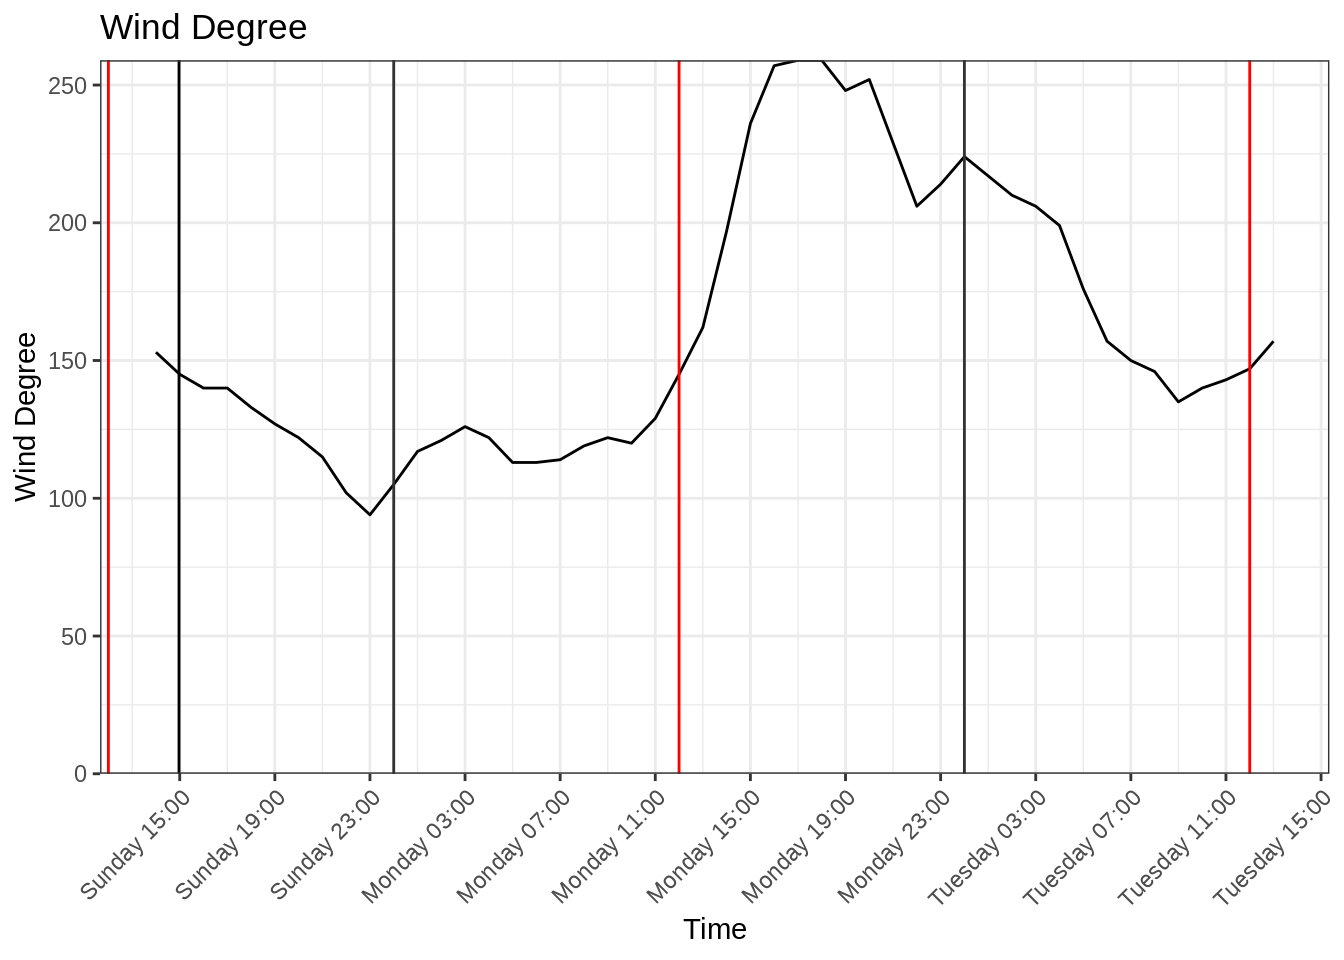 Wind Degree
Wind Degree
250
200
150
100
50
0
Sunday 15:00
Sunday 19:00
Sunday 23:00
Monday 03:00
Monday 07:00
Monday 11:00
Monday 15:00
Monday 19:00
Monday 23:00
Tuesday 03:00
Tuesday 07:00
Tuesday 11:00
Tuesday 15:00
Time